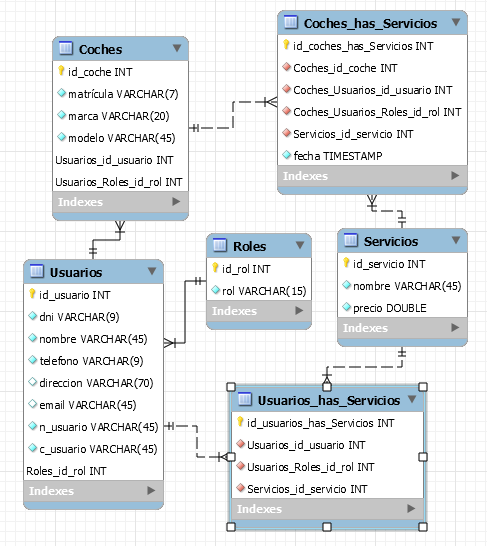 Coches
id_coche INT
matrícula VARCHAR(7)
marca VARCHAR(20)
modelo VARCHAR(45)
Usuarios_id_usuario INT
Usuarios_Roles_id_rol INT
Indexes
Coches_has_Servicios
id_coches_has_Servicios INT
Coches_id_coche INT
Coches_Usuarios_id_usuario INT
Coches_Usuarios_Roles_id_rol INT
Servicios_id_servicio INT
fecha TIMESTAMP
Indexes
Usuarios
id_usuario INT
dni VARCHAR(9)
nombre VARCHAR(45)
telefono VARCHAR(9)
direccion VARCHAR(70)
email VARCHAR(45)
n_usuario VARCHAR(45)
c_usuario VARCHAR(45)
Roles_id_rol INT
Indexes
Roles
id_rol INT
rol VARCHAR(15)
Indexes
Servicios
id_servicio INT
nombre VARCHAR(45)
precio DOUBLE
Indexes
Usuarios_has_Servicios
id_usuarios_has_Servicios INT
Usuarios_id_usuario INT
Usuarios_Roles_id_rol INT
Servicios_id_servicio INT
Indexes